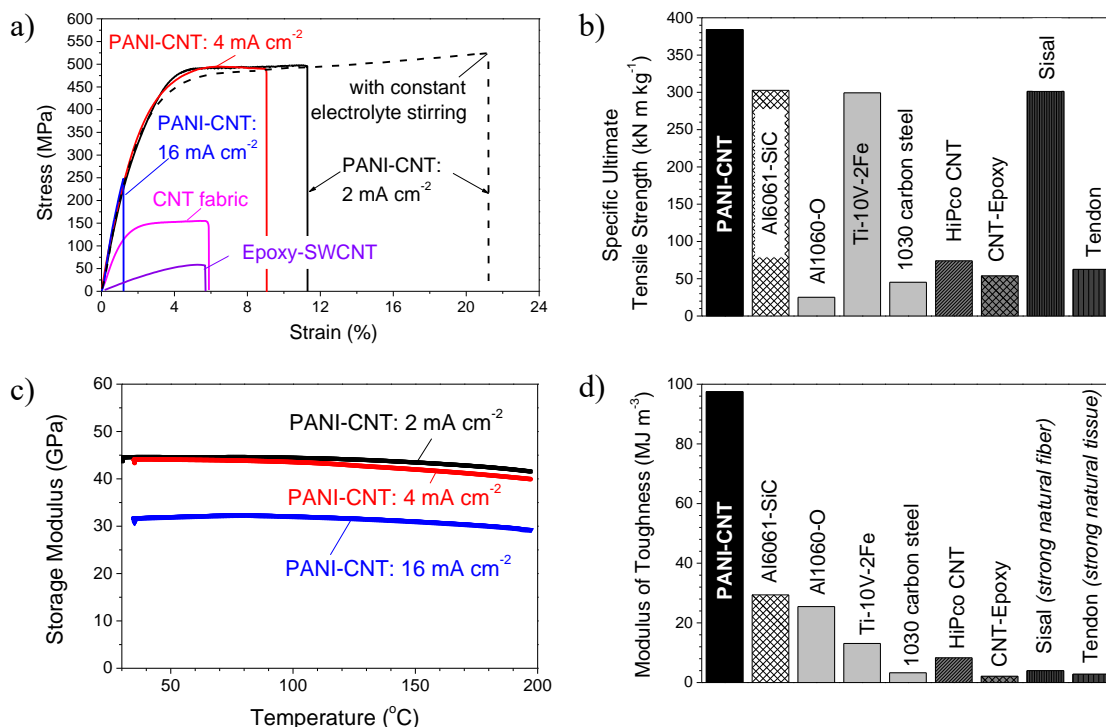 a)
600
550
500
450
400
350
300
250
200
150
100
50
0
Stress (MPa)
PANI-CNT: 4 mA cm-2
with constant
electrolyte stirring
PANI-CNT:
16 mA cm-2
PANI-CNT:
2 mA cm-2
CNT fabric
Epoxy-SWCNT
0 4 8 12 16 20 24
Strain (%)
b)
400
350
300
250
200
150
100
50
0
Specific Ultimate
Tensile Strength (kN m kg-1)
PANI-CNT
Al6061-SiC
Al1060-O
Ti-10V-2Fe
1030 carbon steel
HiPco CNT
CNT-Epoxy
Sisal
Tendon
c)
60
50
40
30
20
10
0
Storage Modulus (GPa)
PANI-CNT: 2 mA cm-2
PANI-CNT: 4 mA cm-2
PANI-CNT: 16 mA cm-2
50 100 150 200
Temperature (oC)
d)
100
80
60
40
20
0
Modulus of Toughness (MJ m-3)
PANI-CNT
Al6061-SiC
Al1060-O
Ti-10V-2Fe
1030 carbon steel
HiPco CNT
CNT-Epoxy
Sisal (strong natural fiber)
Tendon (strong natural tissue)